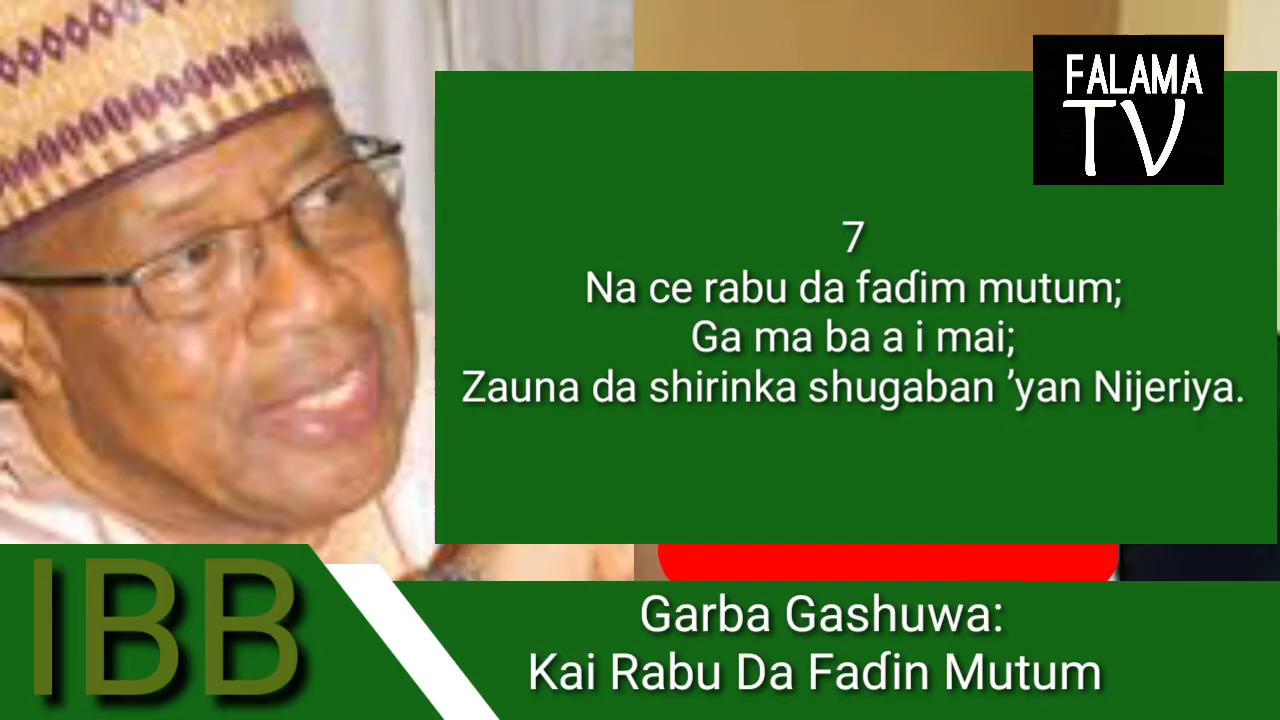 FALAMA
TV
7
Na ce rabu da faɗim mutum;
Ga ma ba a i mai;
Zauna da shirinka shugaban ’yan Nijeriya.
IBB
Garba Gashuwa:
Kai Rabu Da Faɗin Mutum